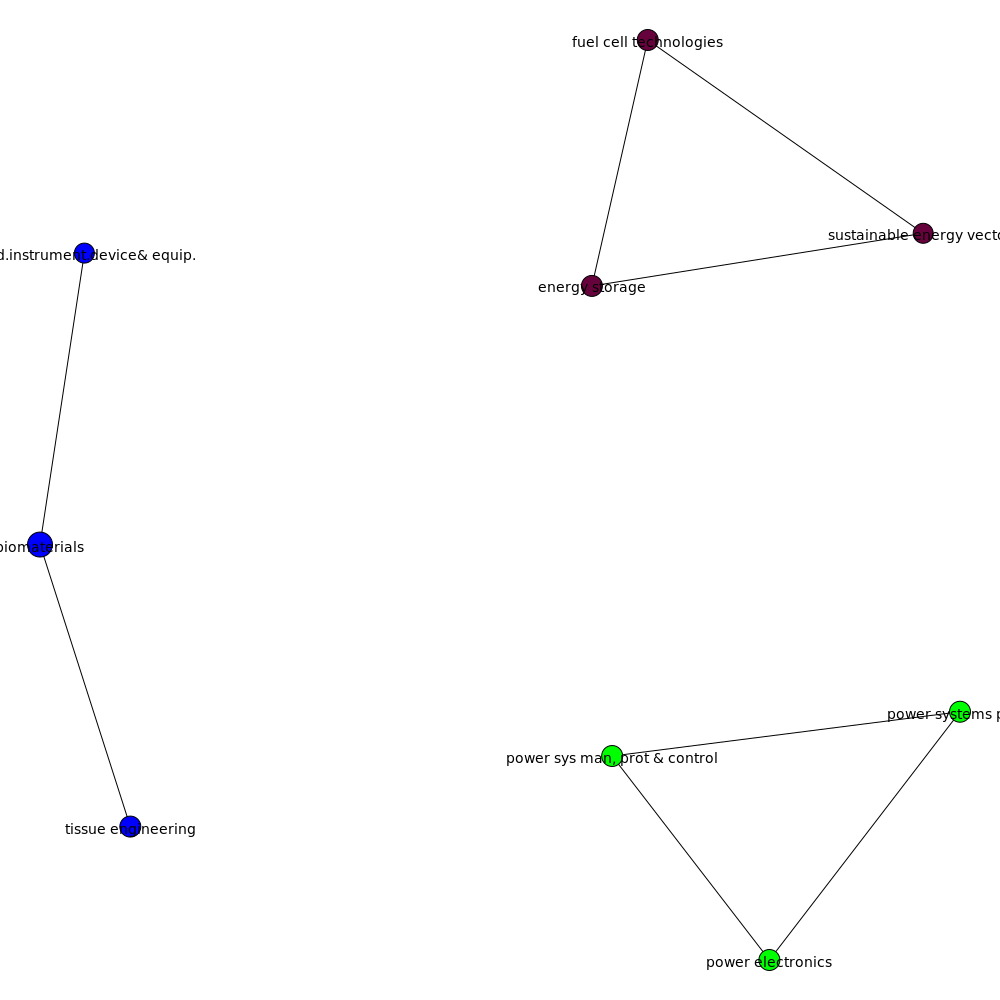 fuel cell technologies
sustainable energy
d.instrument device& equip.
energy storage
biomaterials
power systems
power sys man, prot & control
tissue engineering
power electronics